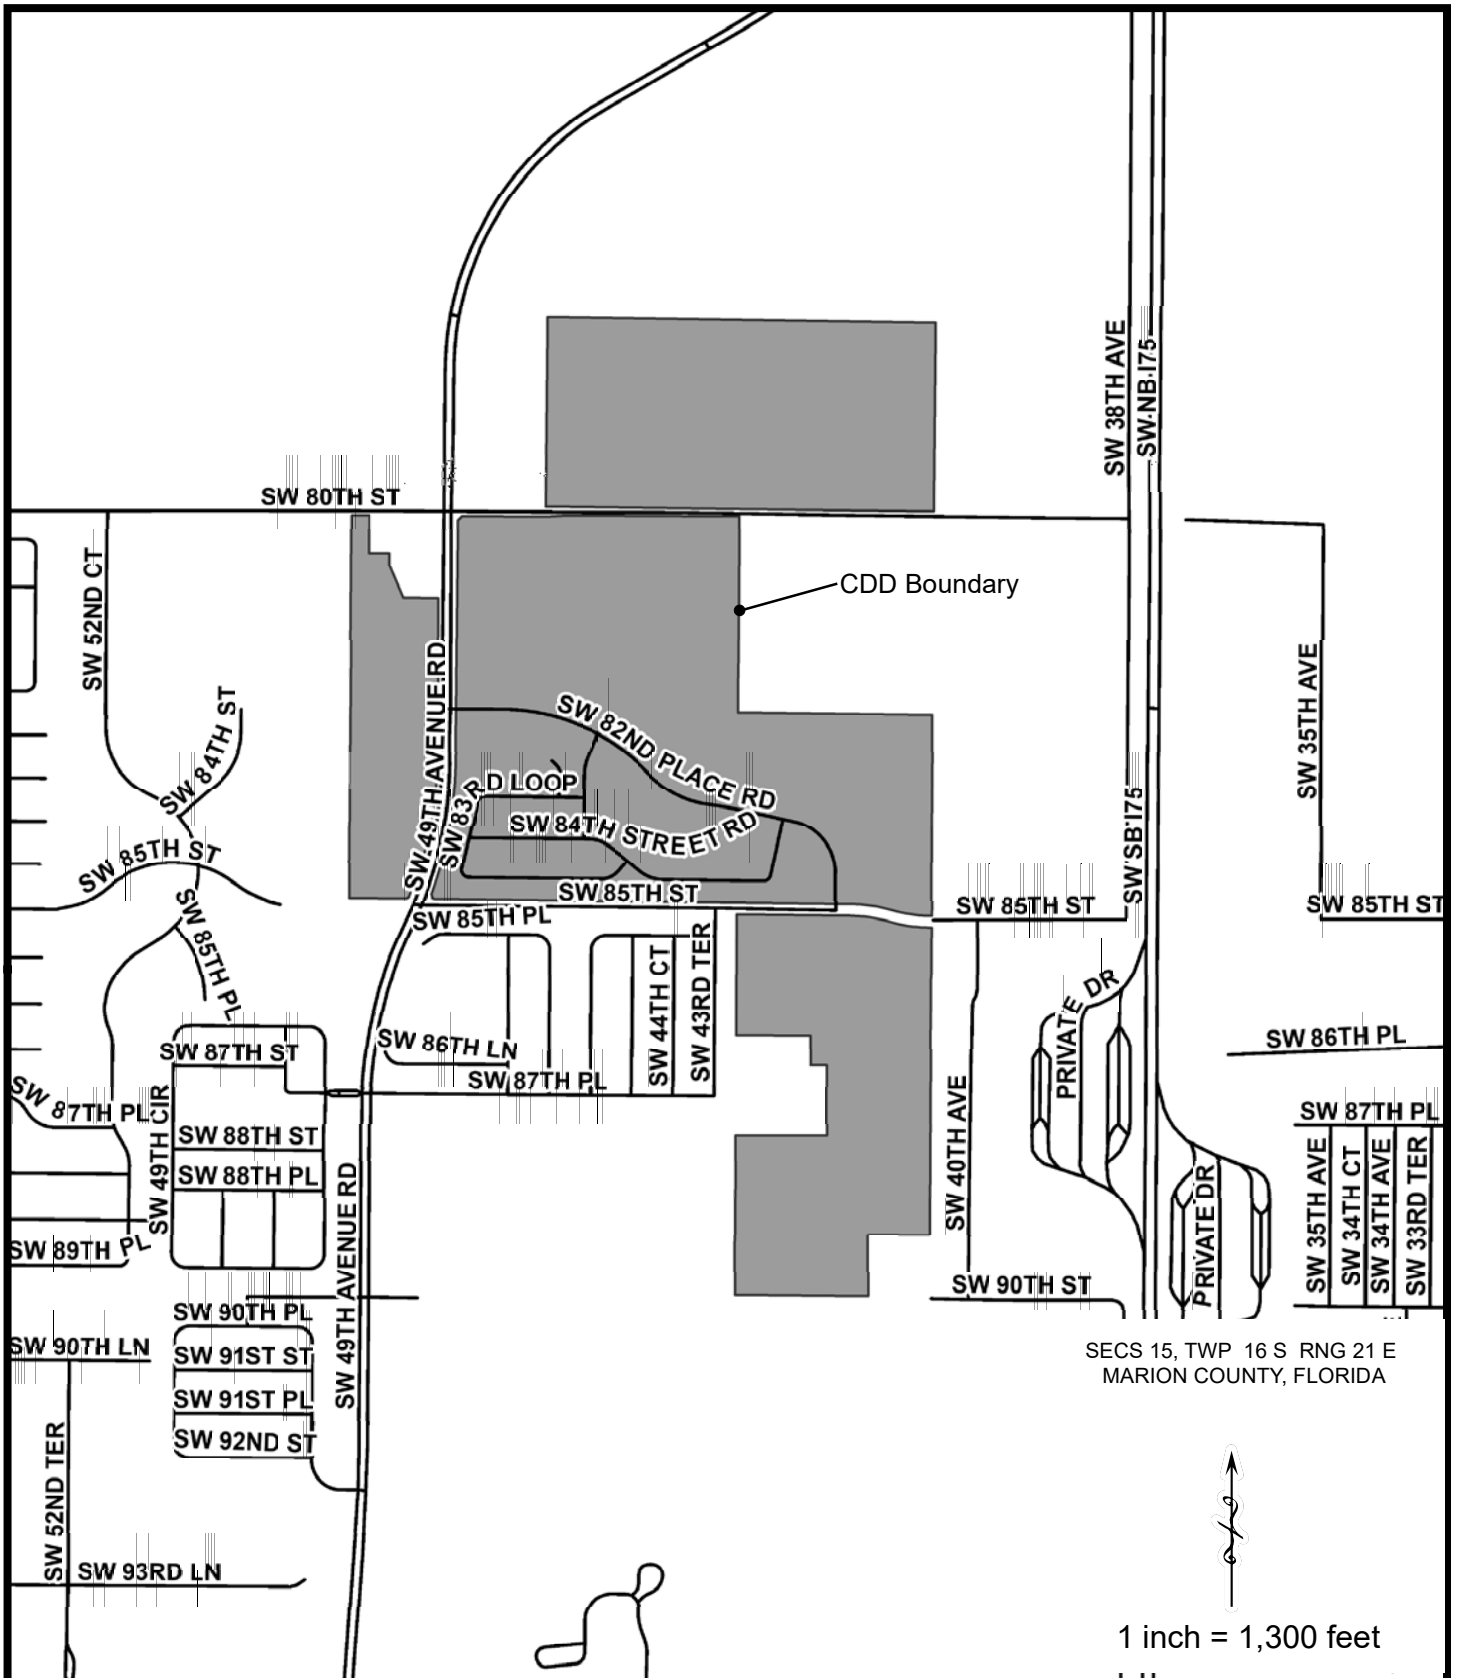 SW 38TH AVE
SW NB I75
SW 80TH ST
SW 52ND CT
CDD Boundary
SW 35TH AVE
SW 49TH AVENUE RD
SW 84TH ST
SW 82ND PLACE RD
SW 83RD LOOP
SW 84TH STREET RD
SW SB I75
SW 85TH ST
SW 85TH ST
SW 85TH ST
SW 85TH ST
SW 85TH PL
SW 85TH PL
SW 44TH CT
SW 43RD TER
PRIVATE DR
SW 86TH LN
SW 86TH PL
SW 87TH ST
SW 87TH PL
SW 87TH PL
SW 87TH PL
SW 49TH CIR
SW 88TH ST
SW 88TH PL
SW 40TH AVE
SW 35TH AVE
SW 34TH CT
SW 34TH AVE
SW 33RD TER
PRIVATE DR
SW 89TH PL
SW 49TH AVENUE RD
SW 90TH ST
SW 90TH PL
SW 90TH LN
SW 91ST ST
SW 91ST PL
SW 92ND ST
SECS 15, TWP 16 S RNG 21 E
MARION COUNTY, FLORIDA
SW 52ND TER
SW 93RD LN
1 inch = 1,300 feet